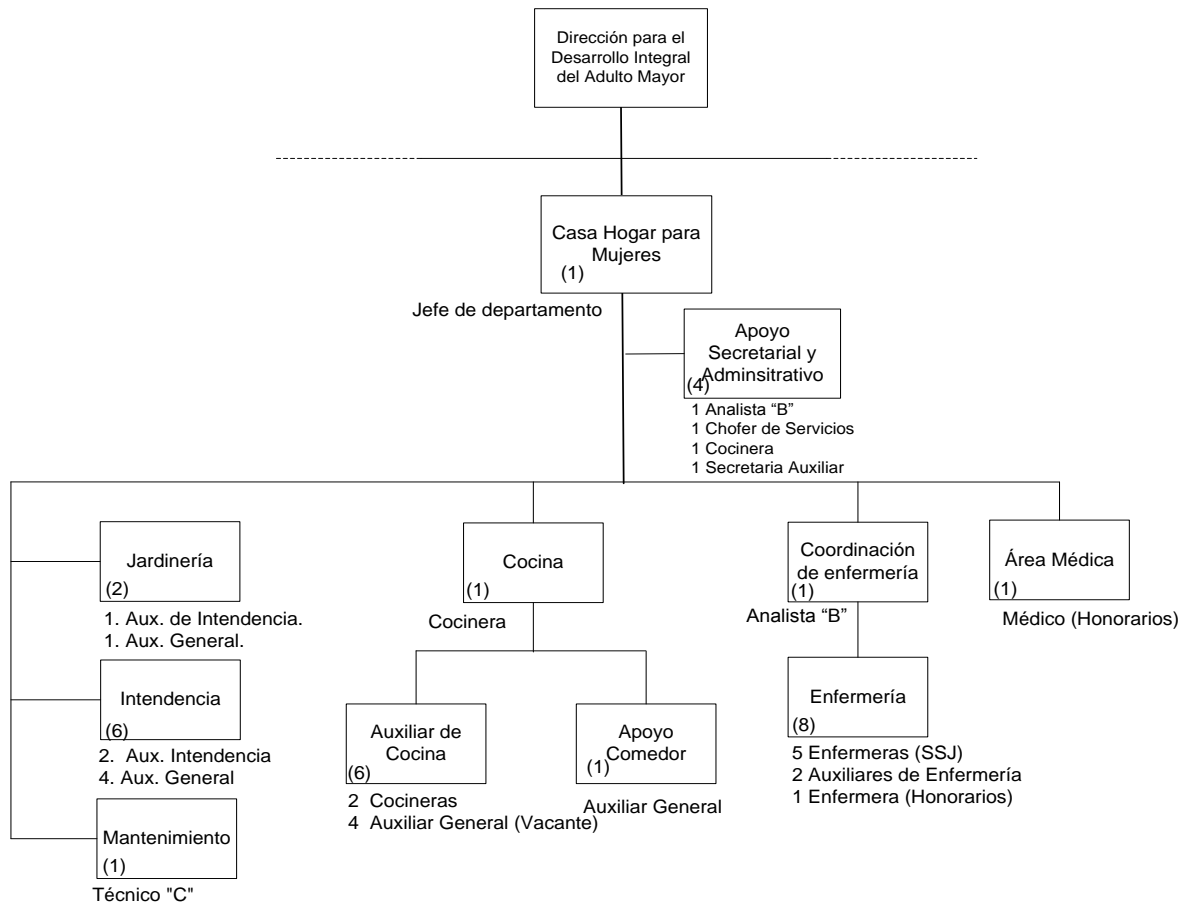 Dirección para el
Desarrollo Integral
del Adulto Mayor
Casa Hogar para
Mujeres
(1)
Jefe de departamento
Apoyo
Secretarial y
Adminsitrativo
(4)
1 Analista “B”
1 Chofer de Servicios
1 Cocinera
1 Secretaria Auxiliar
Jardinería
(2)
1. Aux. de Intendencia.
1. Aux. General.
Intendencia
(6)
2. Aux. Intendencia
4. Aux. General
Mantenimiento
(1)
Técnico "C"
Cocina
(1)
Cocinera
Auxiliar de
Cocina
(6)
2 Cocineras
4 Auxiliar General (Vacante)
Apoyo
Comedor
(1)
Auxiliar General
Coordinación
de enfermería
(1)
Analista “B”
Enfermería
(8)
5 Enfermeras (SSJ)
2 Auxiliares de Enfermería
1 Enfermera (Honorarios)
Área Médica
(1)
Médico (Honorarios)